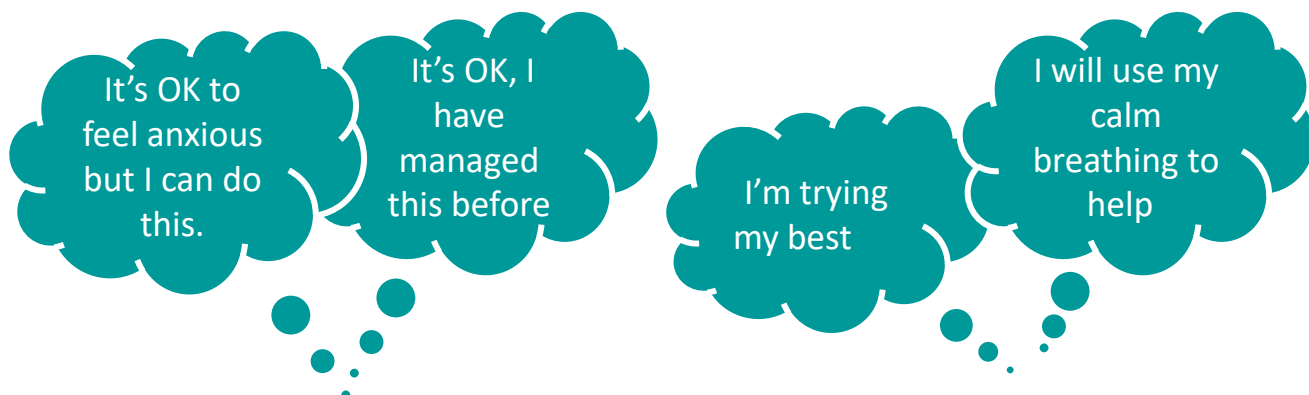 It’s OK to
feel anxious
but I can do
this.
It’s OK, I
have
managed
this before
I’m trying
my best
I will use my
calm
breathing to
help